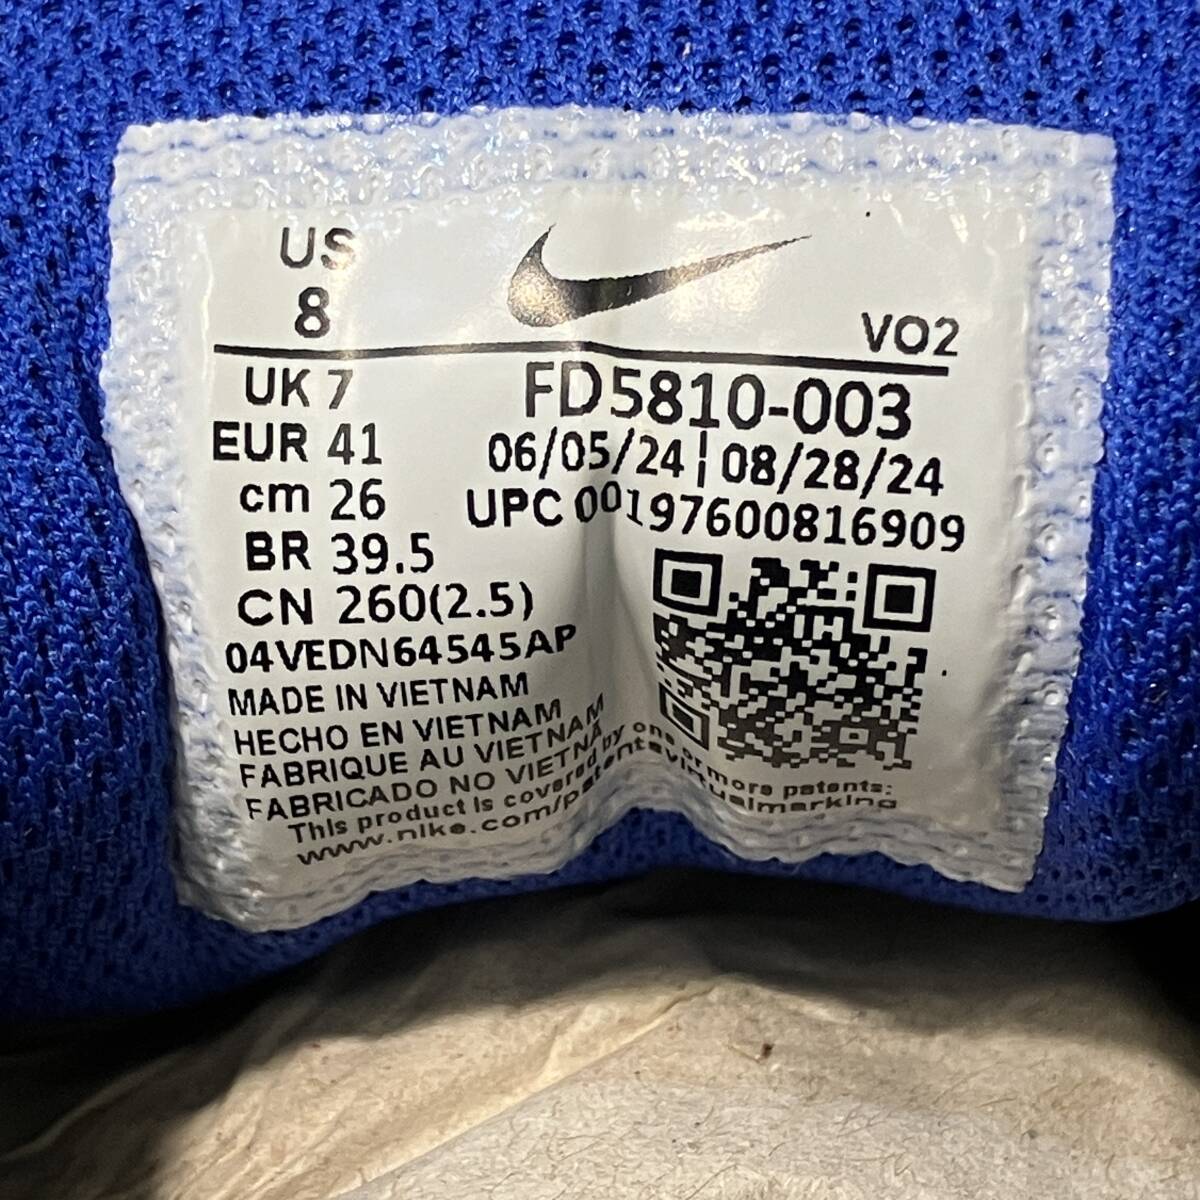 US
8
VO2
UK 7
FD5810-003
EUR 41
06/05/24 | 08/28/24
cm 26
UPC 00197600816909
BR 39.5
CN 260(2.5)
04VEDN64545AP
MADE IN VIETNAM
HECHO EN VIETNAM
FABRIQUE AU VIETNAM
FABRICADO NO VIETNA
This product is covered by one or more patents:
www.nike.com/patentsvirtualmarking